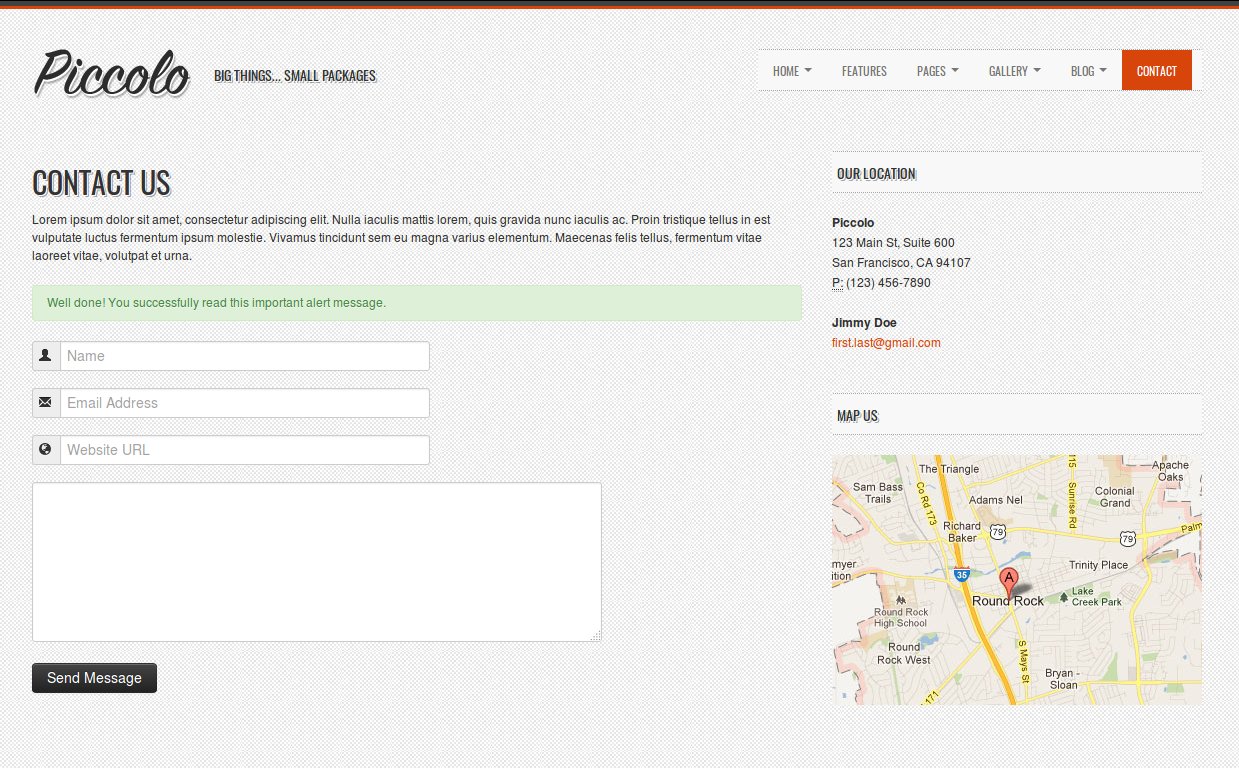 Piccolo
BIG THINGS... SMALL PACKAGES
HOME
FEATURES
PAGES
GALLERY
BLOG
CONTACT
CONTACT US
Lorem ipsum dolor sit amet, consectetur adipiscing elit. Nulla iaculis mattis lorem, quis gravida nunc iaculis ac. Proin tristique tellus in est
vulputate luctus fermentum ipsum molestie. Vivamus tincidunt sem eu magna varius elementum. Maecenas felis tellus, fermentum vitae
laoreet vitae, volutpat et urna.
Well done! You successfully read this important alert message.
Name
Email Address
Website URL
Send Message
OUR LOCATION
Piccolo
123 Main St, Suite 600
San Francisco, CA 94107
P: (123) 456-7890
Jimmy Doe
first.last@gmail.com
MAP US
The Triangle
115
Apache
Oaks
Sam Bass
Trails
Co Rd 173
Adams Nel
Sunrise Rd
Colonial
Grand
Richard
Baker
79
79
Palm
myer
ition
35
Trinity Place
A
Round Rock
Lake
Creek Park
Round Rock
High School
Round
Rock West
S Mays St
Bryan -
Sloan
171